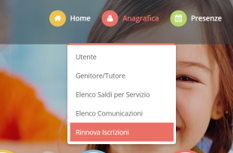 Home Anagrafica Presenze
Utente
Genitore/Tutore
Elenco Saldi per Servizio
Elenco Comunicazioni
Rinnova Iscrizioni